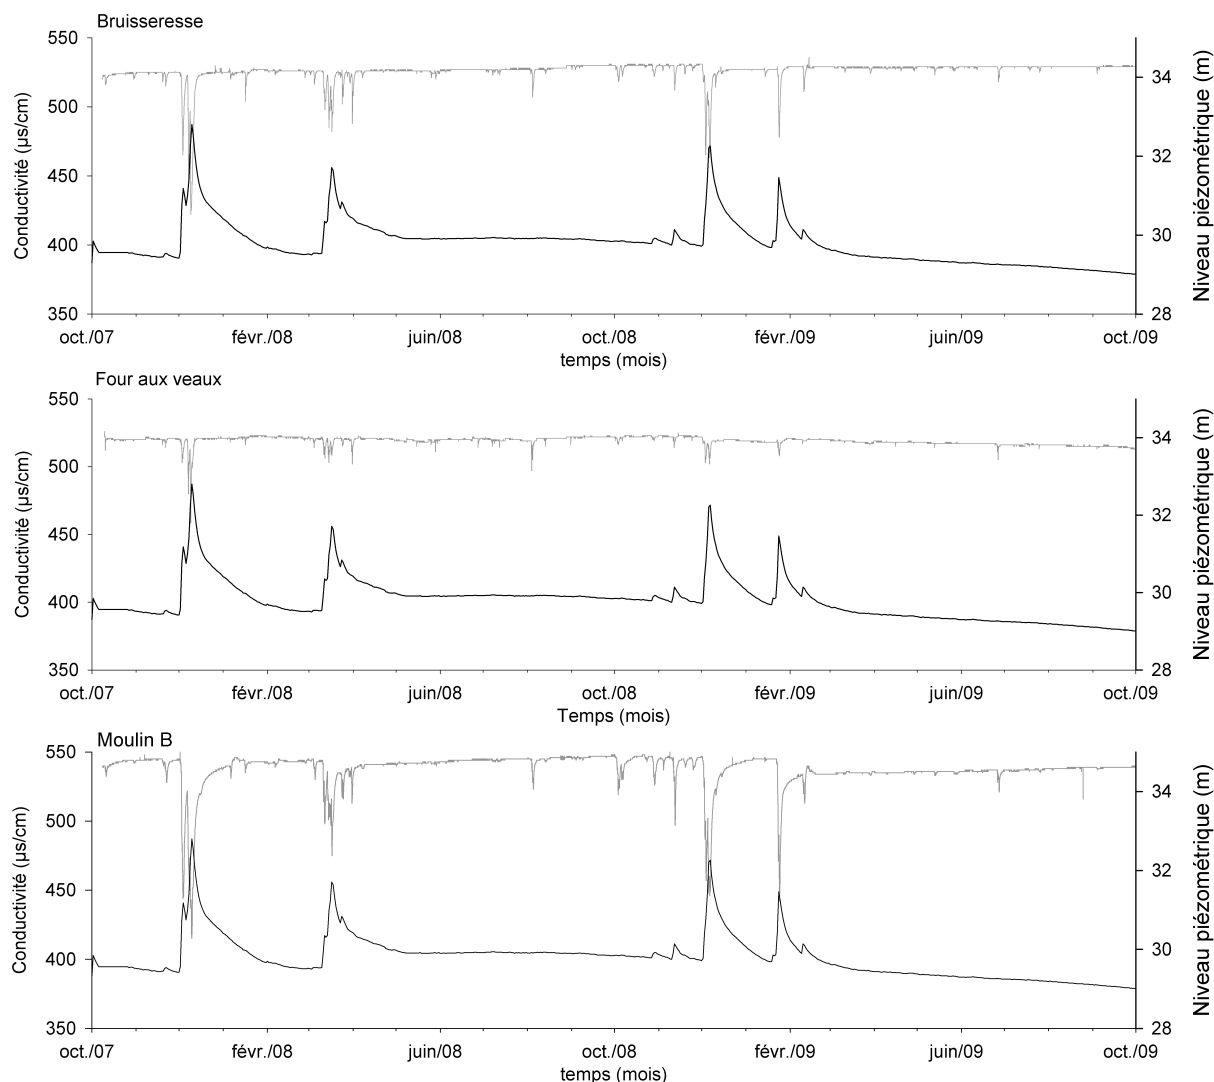 Bruisseresse
550
500
450
400
350
Conductivité (µs/cm)
34
32
30
28
Niveau piézométrique (m)
oct./07 févr./08 juin/08 oct./08 févr./09 juin/09 oct./09
temps (mois)
Four aux veaux
550
500
450
400
350
Conductivité (µs/cm)
34
32
30
28
Niveau piézométrique (m)
oct./07 févr./08 juin/08 oct./08 févr./09 juin/09 oct./09
Temps (mois)
Moulin B
550
500
450
400
350
Conductivité (µs/cm)
34
32
30
28
Niveau piézométrique (m)
oct./07 févr./08 juin/08 oct./08 févr./09 juin/09 oct./09
temps (mois)